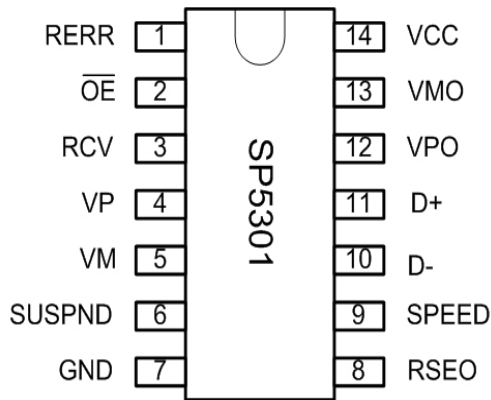 RERR 1 14 VCC
OE 2 13 VMO
RCV 3 12 VPO
VP 4 11 D+
VM 5 10 D-
SUSPND 6 9 SPEED
GND 7 8 RSEO
SP5301